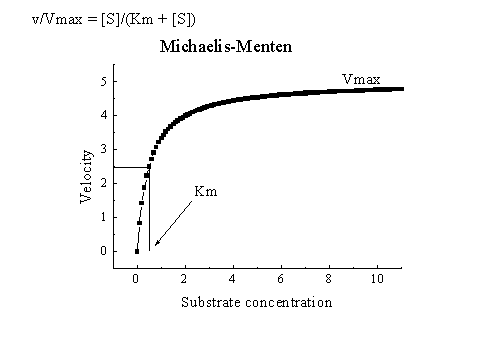 v/Vmax = [S]/(Km + [S])
Michaelis-Menten
Vmax
5
4
3
2
1
0
Velocity
Km
0 2 4 6 8 10
Substrate concentration